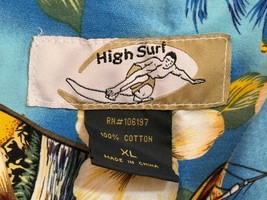 High Surf
RN#106197
100% COTTON
XL
MADE IN CHINA